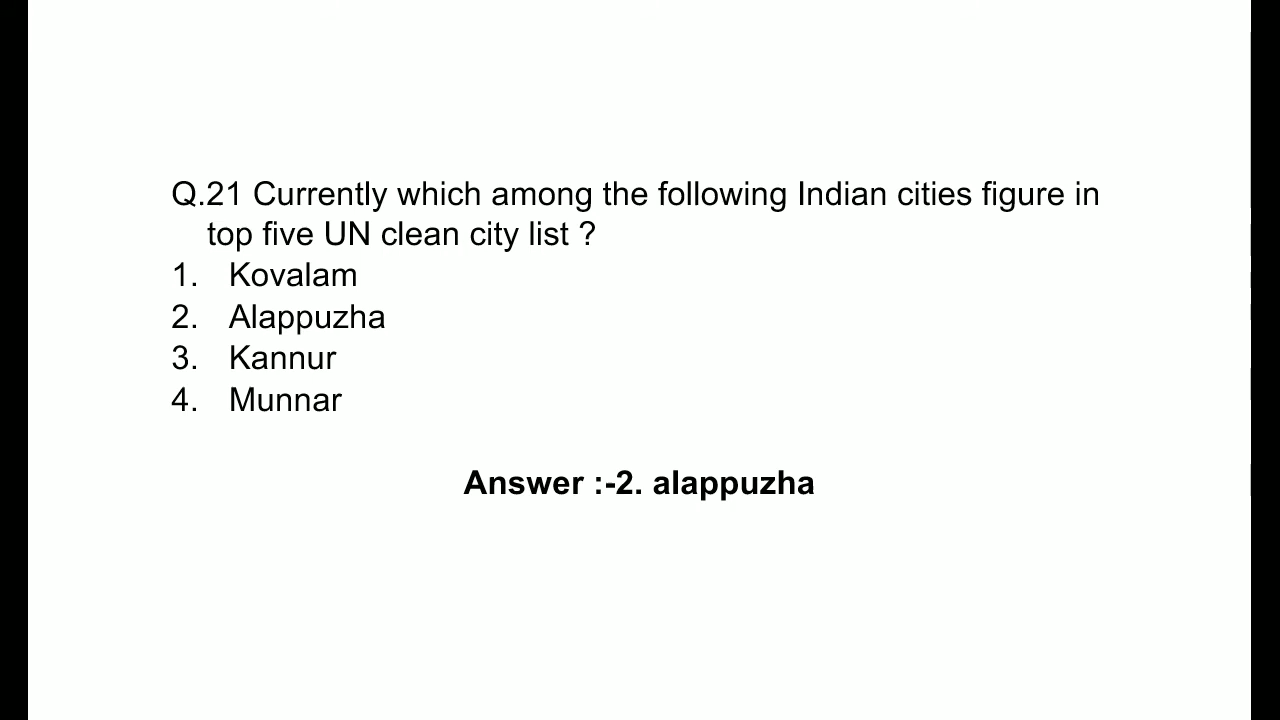 Q.21 Currently which among the following Indian cities figure in
top five UN clean city list ?
1. Kovalam
2. Alappuzha
3. Kannur
4. Munnar
Answer :-2. alappuzha